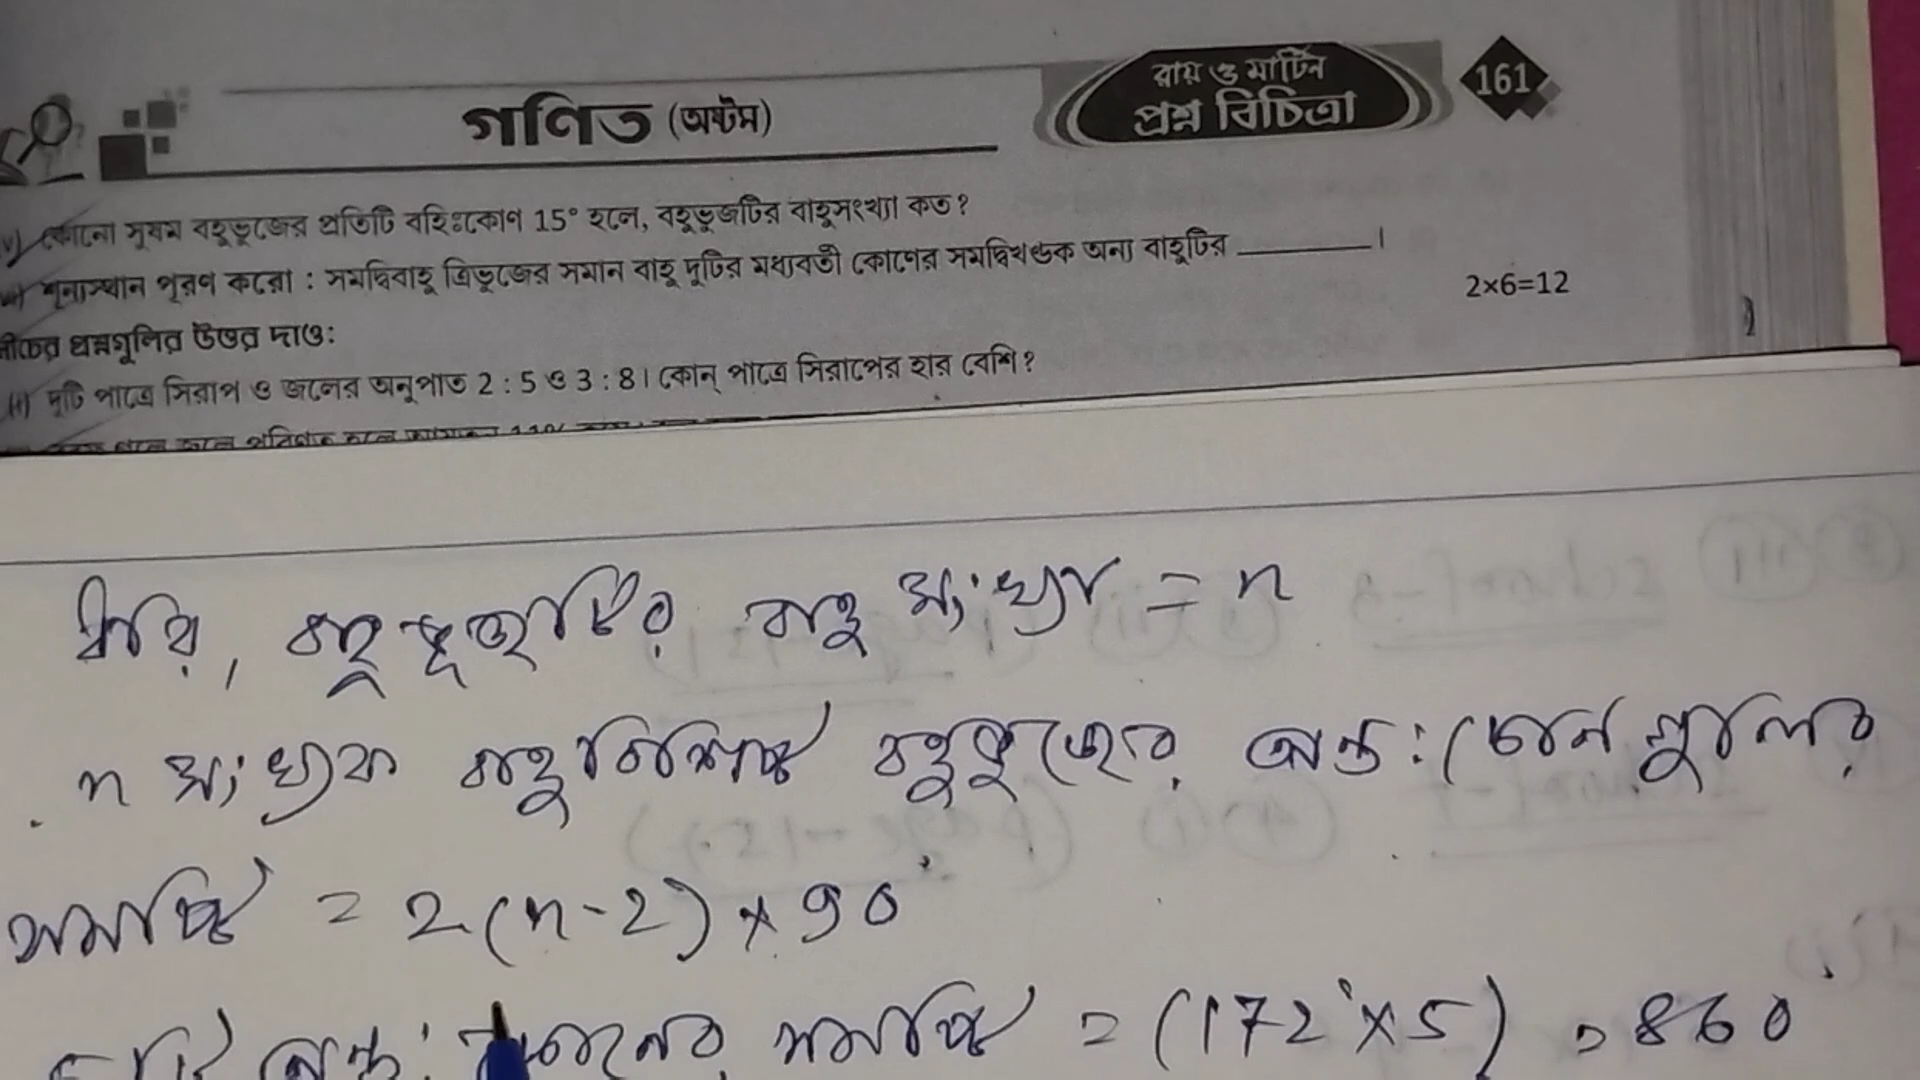 গণিত (অষ্টম)
রায় ও মার্টিন
প্রশ্ন বিচিত্রা
161
v) কোনো সুষম বহুভুজের প্রতিটি বহিঃকোণ 15° হলে, বহুভুজটির বাহুসংখ্যা কত?
শূন্যস্থান পূরণ করো : সমদ্বিবাহু ত্রিভুজের সমান বাহু দুটির মধ্যবর্তী কোণের সমদ্বিখণ্ডক অন্য বাহুটির ________।
নীচের প্রশ্নগুলির উত্তর দাও:
2×6=12
(i) দুটি পাত্রে সিরাপ ও জলের অনুপাত 2 : 5 ও 3 : 8। কোন্ পাত্রে সিরাপের হার বেশি?
ধরি, বহুভুজটির বাহু সংখ্যা = n
n সংখ্যক বাহু বিশিষ্ট বহুভুজের অন্ত:কোনগুলির
সমষ্টি = 2(n-2) × 90°
সমষ্টি = (172°×5) = 860°